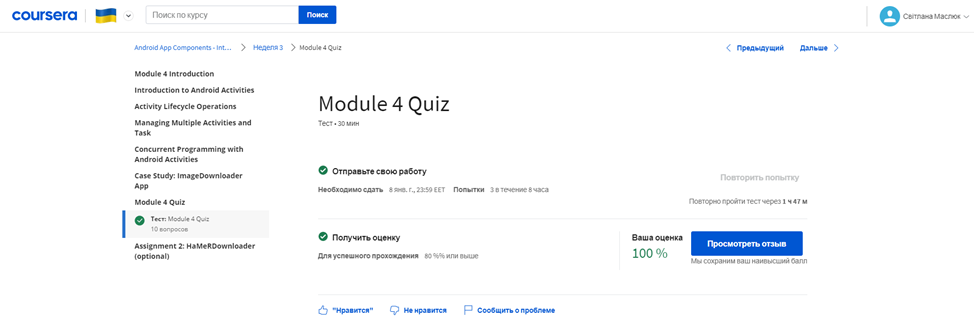 coursera
Поиск по курсу
Поиск
Світлана Маслюк
Android App Components - Int...
Неделя 3
Module 4 Quiz
Предыдущий
Дальше
Module 4 Introduction
Introduction to Android Activities
Activity Lifecycle Operations
Managing Multiple Activities and
Task
Concurrent Programming with
Android Activities
Case Study: ImageDownloader
App
Module 4 Quiz
Тест: Module 4 Quiz
10 вопросов
Assignment 2: HaMeRDownloader
(optional)
Module 4 Quiz
Тест • 30 мин
Отправьте свою работу
Необходимо сдать 8 янв. г., 23:59 EET Попытки 3 в течение 8 часа
Повторить попытку
Повторно пройти тест через 1 ч 47 м
Получить оценку
Для успешного прохождения 80 %% или выше
Ваша оценка
100 %
Просмотреть отзыв
Мы сохраним ваш наивысший балл
"Нравится"
Не нравится
Сообщить о проблеме